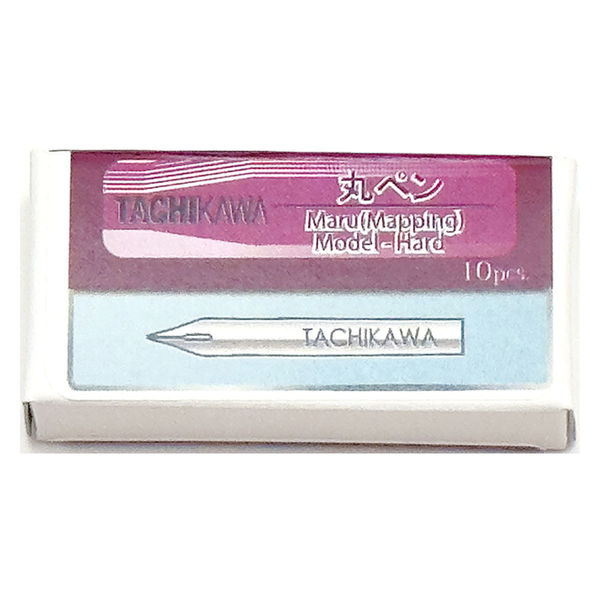 TACHIKAWA
丸ペン
Maru(Mapping)
Model-Hard
10pcs.
TACHIKAWA